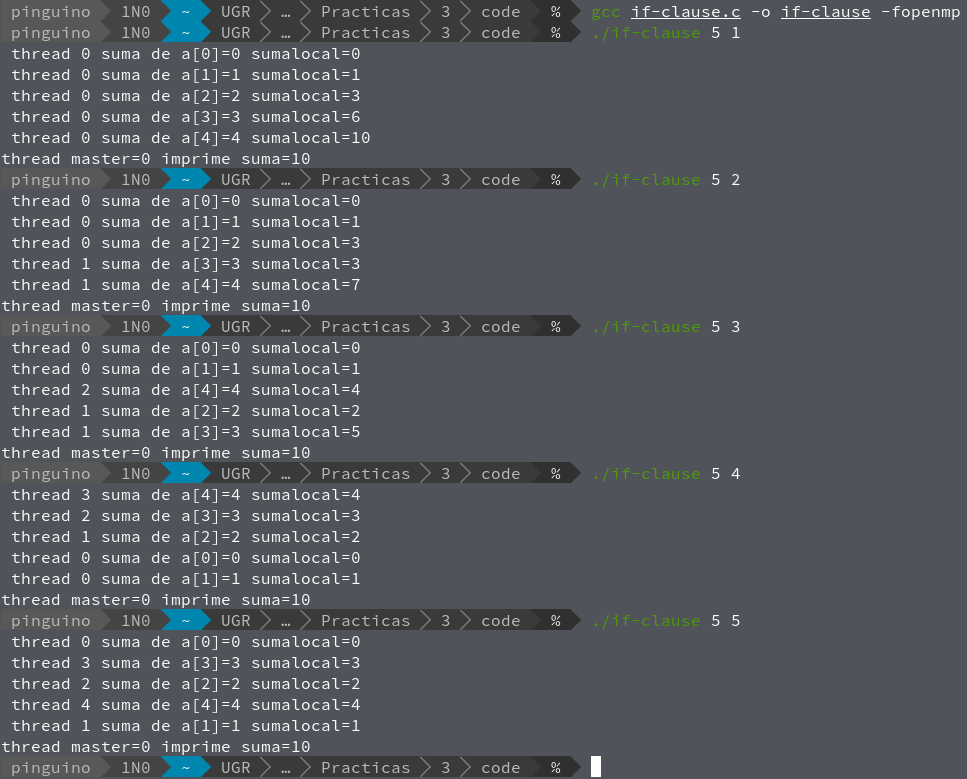 pinguino 1N0 ~ UGR … Practicas 3 code % gcc if-clause.c -o if-clause -fopenmp
pinguino 1N0 ~ UGR … Practicas 3 code % ./if-clause 5 1
thread 0 suma de a[0]=0 sumalocal=0
thread 0 suma de a[1]=1 sumalocal=1
thread 0 suma de a[2]=2 sumalocal=3
thread 0 suma de a[3]=3 sumalocal=6
thread 0 suma de a[4]=4 sumalocal=10
thread master=0 imprime suma=10
pinguino 1N0 ~ UGR … Practicas 3 code % ./if-clause 5 2
thread 0 suma de a[0]=0 sumalocal=0
thread 0 suma de a[1]=1 sumalocal=1
thread 0 suma de a[2]=2 sumalocal=3
thread 1 suma de a[3]=3 sumalocal=3
thread 1 suma de a[4]=4 sumalocal=7
thread master=0 imprime suma=10
pinguino 1N0 ~ UGR … Practicas 3 code % ./if-clause 5 3
thread 0 suma de a[0]=0 sumalocal=0
thread 0 suma de a[1]=1 sumalocal=1
thread 2 suma de a[4]=4 sumalocal=4
thread 1 suma de a[2]=2 sumalocal=2
thread 1 suma de a[3]=3 sumalocal=5
thread master=0 imprime suma=10
pinguino 1N0 ~ UGR … Practicas 3 code % ./if-clause 5 4
thread 3 suma de a[4]=4 sumalocal=4
thread 2 suma de a[3]=3 sumalocal=3
thread 1 suma de a[2]=2 sumalocal=2
thread 0 suma de a[0]=0 sumalocal=0
thread 0 suma de a[1]=1 sumalocal=1
thread master=0 imprime suma=10
pinguino 1N0 ~ UGR … Practicas 3 code % ./if-clause 5 5
thread 0 suma de a[0]=0 sumalocal=0
thread 3 suma de a[3]=3 sumalocal=3
thread 2 suma de a[2]=2 sumalocal=2
thread 4 suma de a[4]=4 sumalocal=4
thread 1 suma de a[1]=1 sumalocal=1
thread master=0 imprime suma=10
pinguino 1N0 ~ UGR … Practicas 3 code %